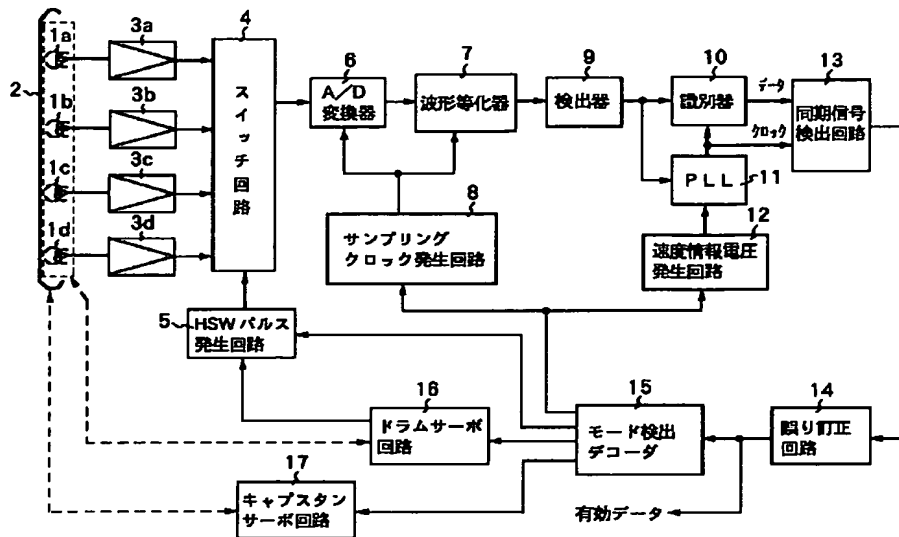 1a
2
1b
1c
1d
3a
3b
3c
3d
4
スイッチ回路
5
HSWパルス
発生回路
6
A/D
変換器
7
波形等化器
8
サンプリング
クロック発生回路
9
検出器
10
識別器
データ
クロック
PLL
11
12
速度情報電圧
発生回路
13
同期信号
検出回路
14
誤り訂正
回路
15
モード検出
デコーダ
有効データ
16
ドラムサーボ
回路
17
キャプスタン
サーボ回路